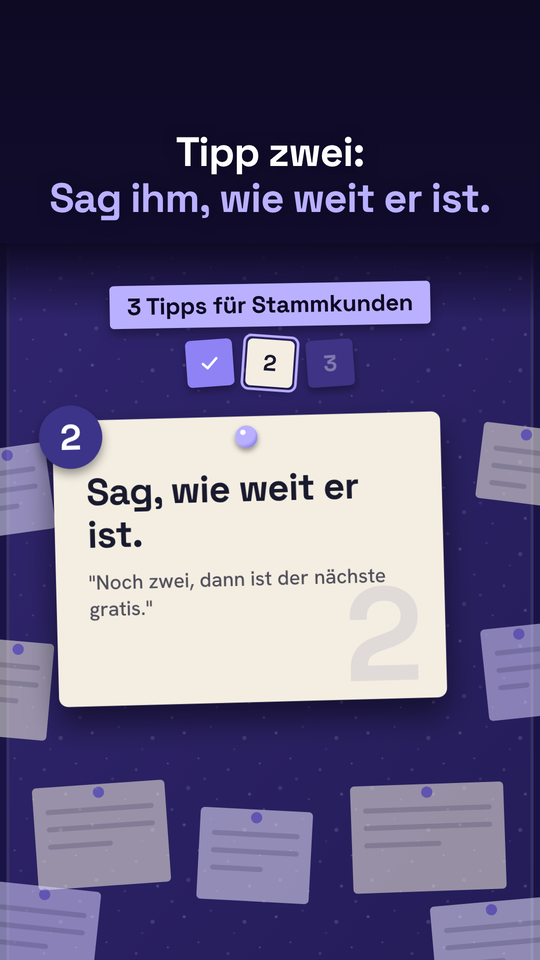 Tipp zwei:
Sag ihm, wie weit er ist.
3 Tipps für Stammkunden
2
3
2
Sag, wie weit er
ist.
"Noch zwei, dann ist der nächste
gratis."
2